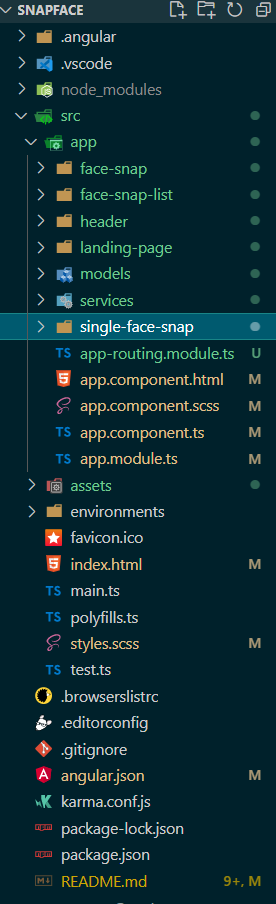 SNAPFACE
.angular
.vscode
node_modules
src
app
face-snap
face-snap-list
header
landing-page
models
services
single-face-snap
TS app-routing.module.ts U
app.component.html M
app.component.scss M
TS app.component.ts M
TS app.module.ts M
assets
environments
favicon.ico
index.html M
TS main.ts
TS polyfills.ts
styles.scss M
TS test.ts
.browserslistrc
.editorconfig
.gitignore
angular.json M
karma.conf.js
package-lock.json
package.json
README.md 9+, M